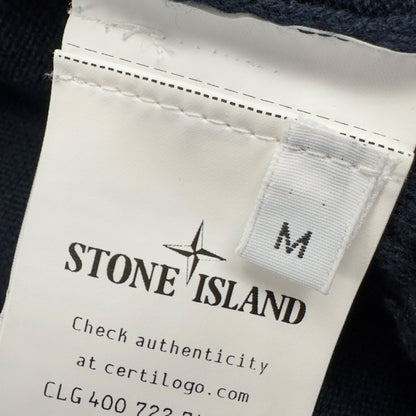 M
STONE ISLAND
Check authenticity
at certilogo.com
CLG 400 722